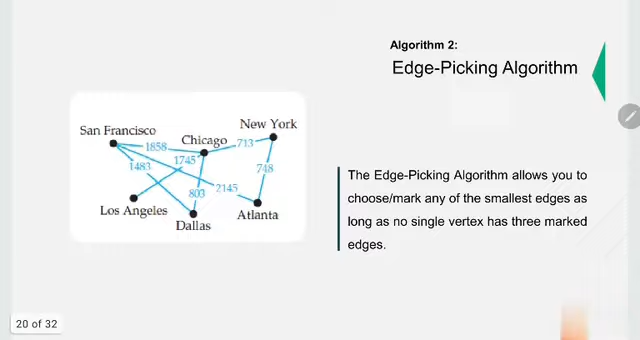 Algorithm 2:
Edge-Picking Algorithm
New York
San Francisco
Chicago
713
1858
1745
1483
748
2145
803
Los Angeles
Atlanta
Dallas
The Edge-Picking Algorithm allows you to
choose/mark any of the smallest edges as
long as no single vertex has three marked
edges.
20 of 32